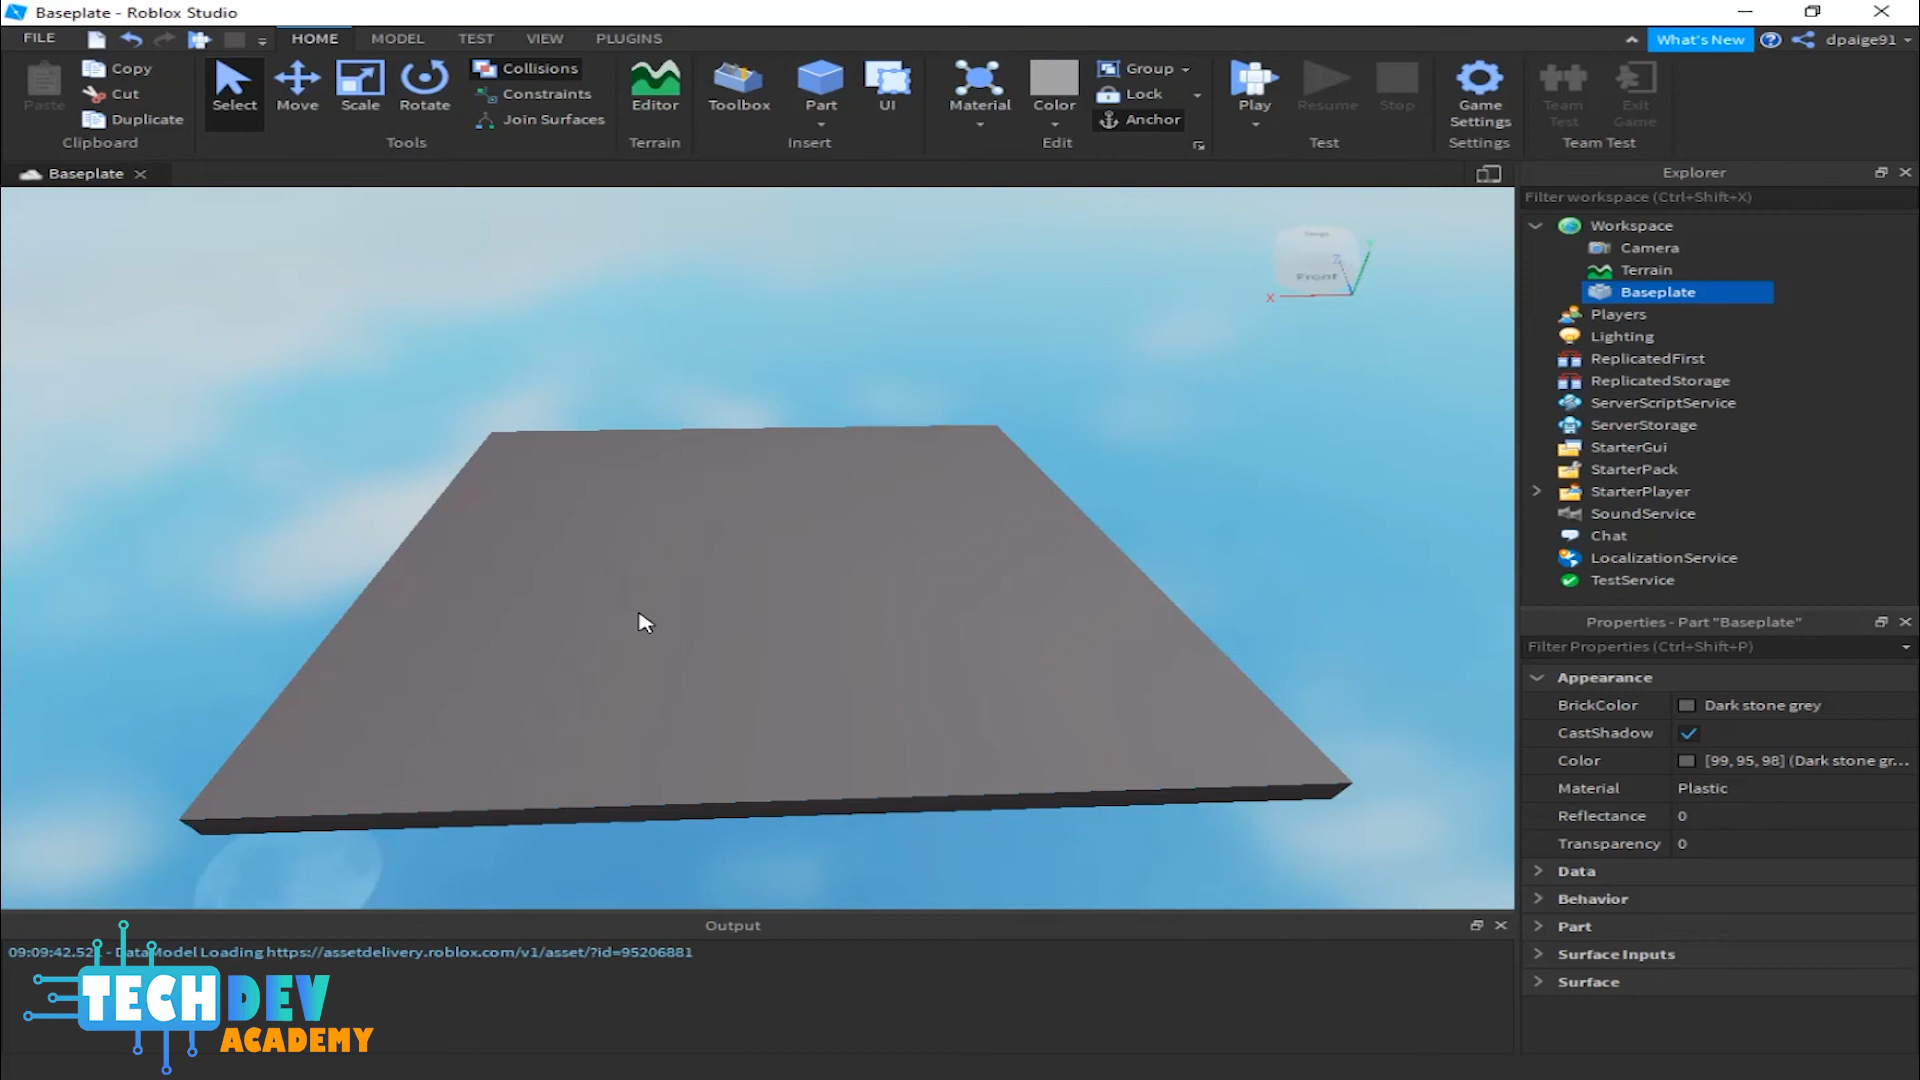 Baseplate - Roblox Studio
FILE HOME MODEL TEST VIEW PLUGINS What's New dpaige91
Paste Copy Cut Duplicate Clipboard
Select Move Scale Rotate Collisions Constraints Join Surfaces Tools
Editor Terrain
Toolbox Part UI Insert
Material Color Group Lock Anchor Edit
Play Resume Stop Test
Game Settings Settings
Team Test Exit Game Team Test
Baseplate
Front
X
Z
Y
Explorer
Filter workspace (Ctrl+Shift+X)
Workspace
Camera
Terrain
Baseplate
Players
Lighting
ReplicatedFirst
ReplicatedStorage
ServerScriptService
ServerStorage
StarterGui
StarterPack
StarterPlayer
SoundService
Chat
LocalizationService
TestService
Properties - Part "Baseplate"
Filter Properties (Ctrl+Shift+P)
Appearance
BrickColor Dark stone grey
CastShadow
Color [99, 95, 98] (Dark stone gr...
Material Plastic
Reflectance 0
Transparency 0
Data
Behavior
Part
Surface Inputs
Surface
Output
- DataModel Loading https://assetdelivery.roblox.com/v1/asset/?id=95206881
TECH DEV
ACADEMY